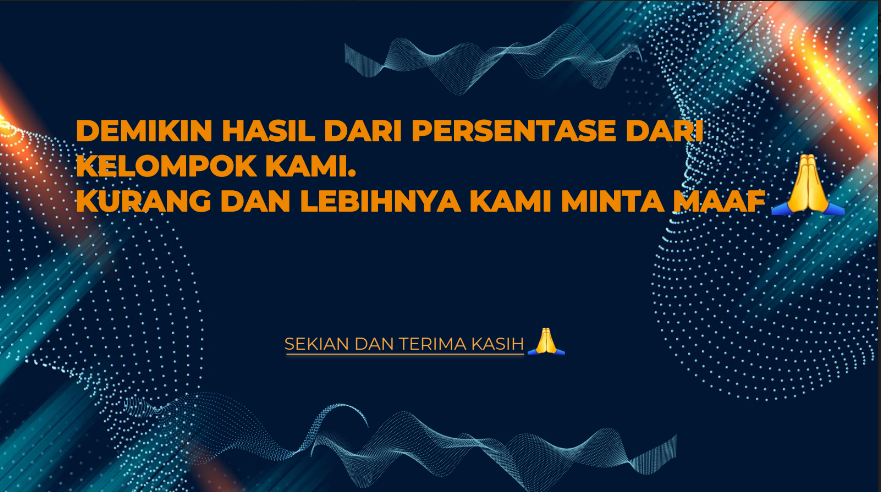 DEMIKIN HASIL DARI PERSENTASE DARI
KELOMPOK KAMI.
KURANG DAN LEBIHNYA KAMI MINTA MAAF🙏
SEKIAN DAN TERIMA KASIH🙏